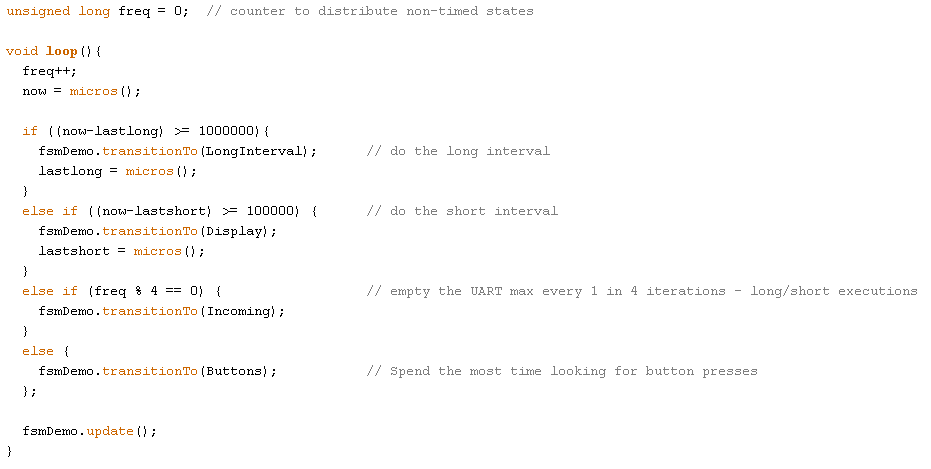 unsigned long freq = 0;  // counter to distribute non-timed states

void loop(){
  freq++;
  now = micros();

  if ((now-lastlong) >= 1000000){
    fsmDemo.transitionTo(LongInterval);      // do the long interval
    lastlong = micros();
  }
  else if ((now-lastshort) >= 100000) {      // do the short interval
    fsmDemo.transitionTo(Display);
    lastshort = micros();
  }
  else if (freq % 4 == 0) {                  // empty the UART max every 1 in 4 iterations - long/short executions
    fsmDemo.transitionTo(Incoming);
  }
  else {
    fsmDemo.transitionTo(Buttons);           // Spend the most time looking for button presses
  };

  fsmDemo.update();
}